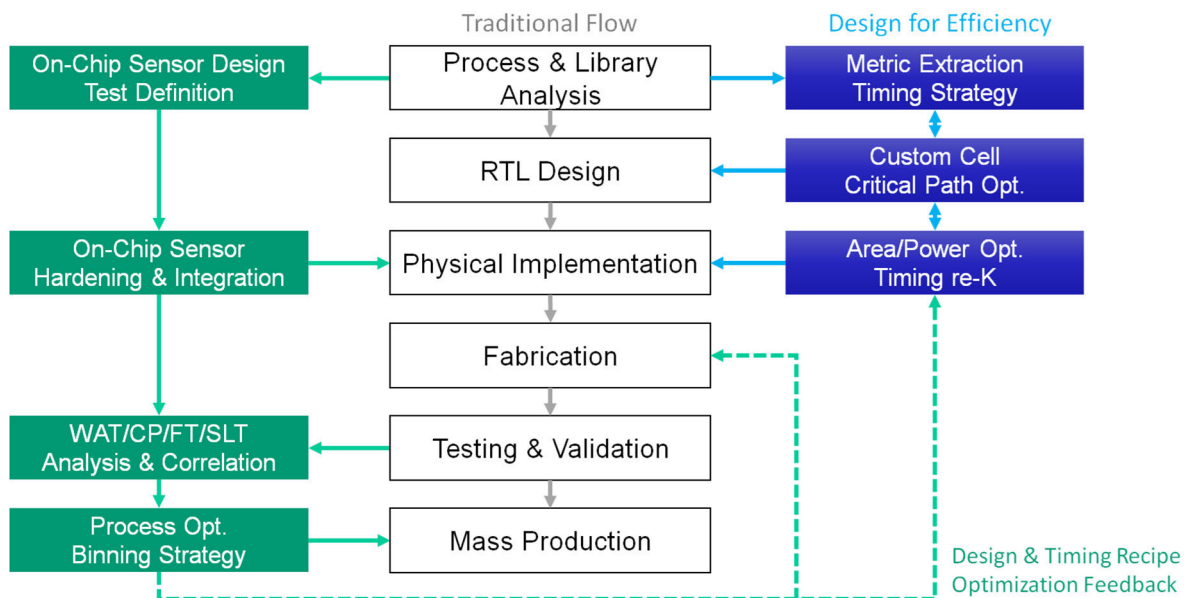 Traditional Flow
Design for Efficiency
On-Chip Sensor Design
Test Definition
Process & Library
Analysis
Metric Extraction
Timing Strategy
RTL Design
Custom Cell
Critical Path Opt.
On-Chip Sensor
Hardening & Integration
Physical Implementation
Area/Power Opt.
Timing re-K
Fabrication
WAT/CP/FT/SLT
Analysis & Correlation
Testing & Validation
Process Opt.
Binning Strategy
Mass Production
Design & Timing Recipe
Optimization Feedback